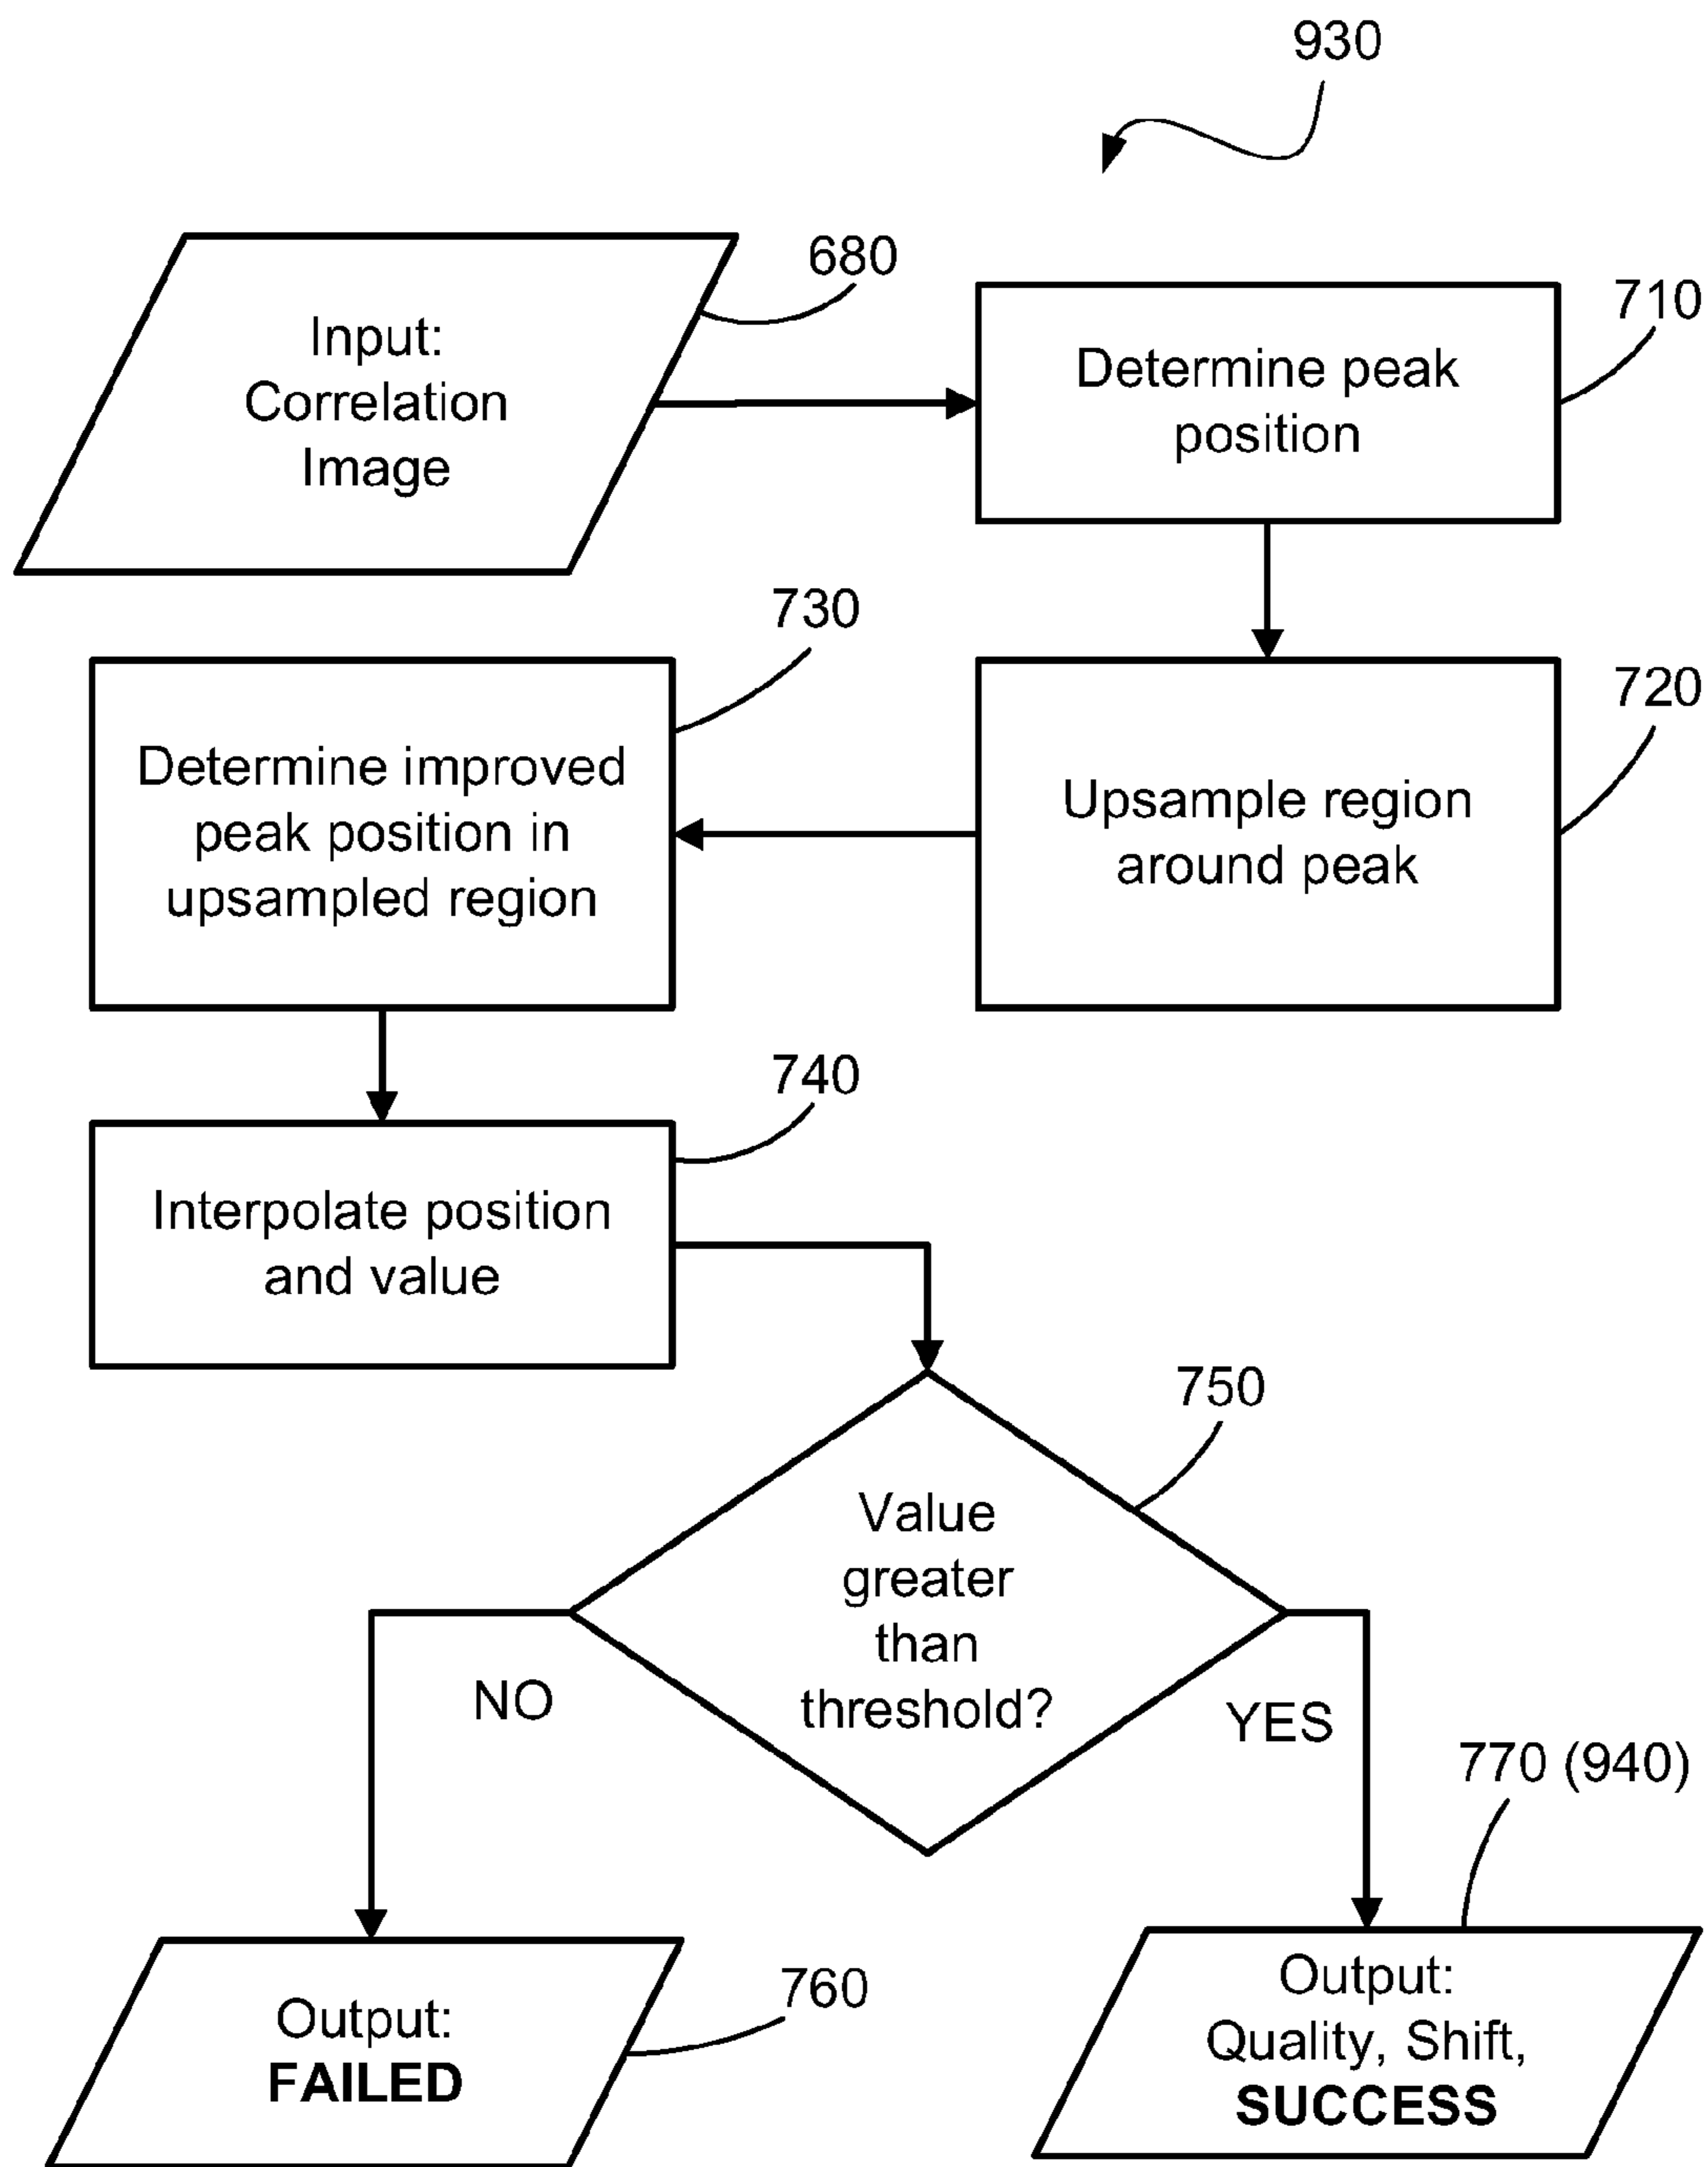 930
680
Input:
Correlation
Image
710
Determine peak
position
730
Determine improved
peak position in
upsampled region
720
Upsample region
around peak
740
Interpolate position
and value
750
Value
greater
than
threshold?
NO
YES
770 (940)
760
Output:
FAILED
Output:
Quality, Shift,
SUCCESS